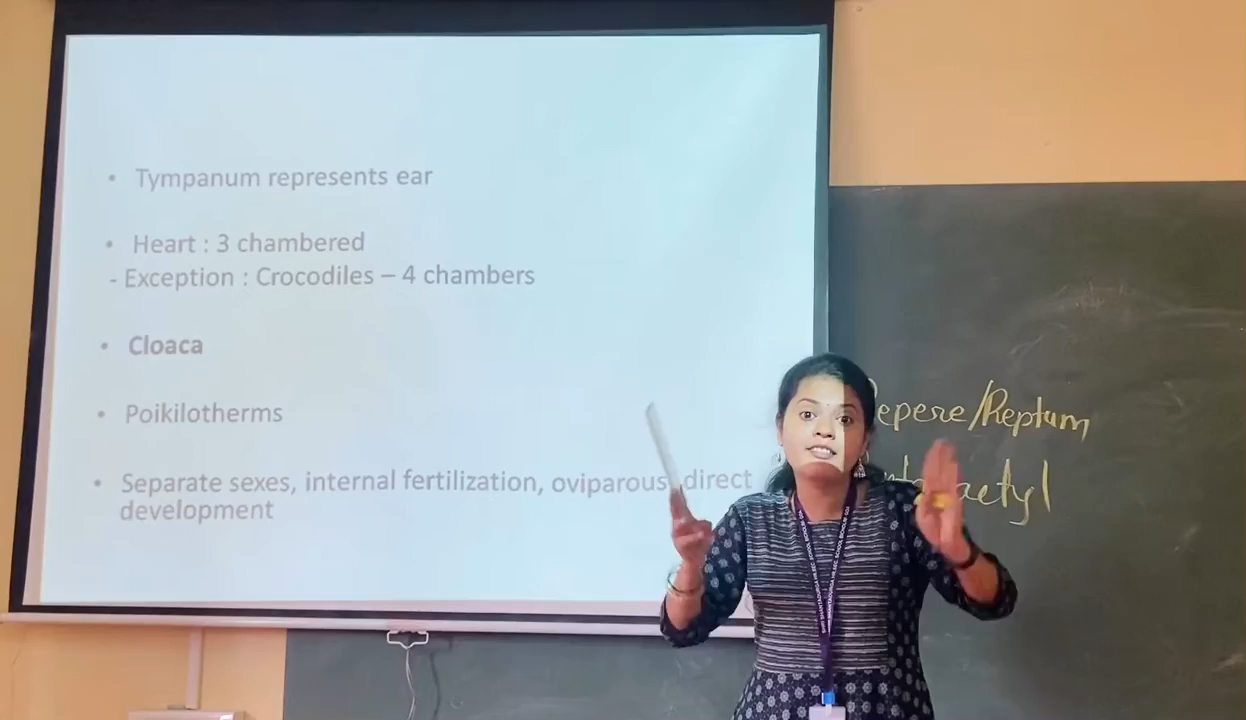 • Tympanum represents ear
• Heart : 3 chambered
- Exception : Crocodiles – 4 chambers
• Cloaca
• Poikilotherms
• Separate sexes, internal fertilization, oviparous, direct
development
/Reptum